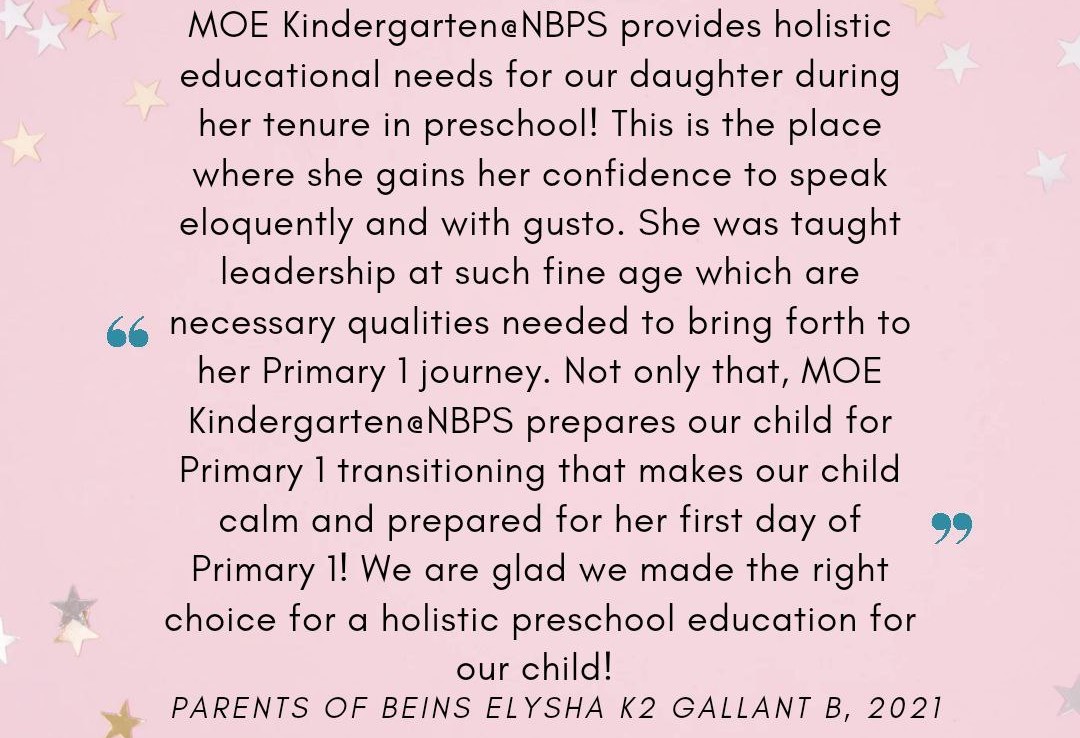 MOE Kindergarten@NBPS provides holistic
educational needs for our daughter during
her tenure in preschool! This is the place
where she gains her confidence to speak
eloquently and with gusto. She was taught
leadership at such fine age which are
“ necessary qualities needed to bring forth to
her Primary 1 journey. Not only that, MOE
Kindergarten@NBPS prepares our child for
Primary 1 transitioning that makes our child
calm and prepared for her first day of ”
Primary 1! We are glad we made the right
choice for a holistic preschool education for
our child!
PARENTS OF BEINS ELYSHA K2 GALLANT B, 2021